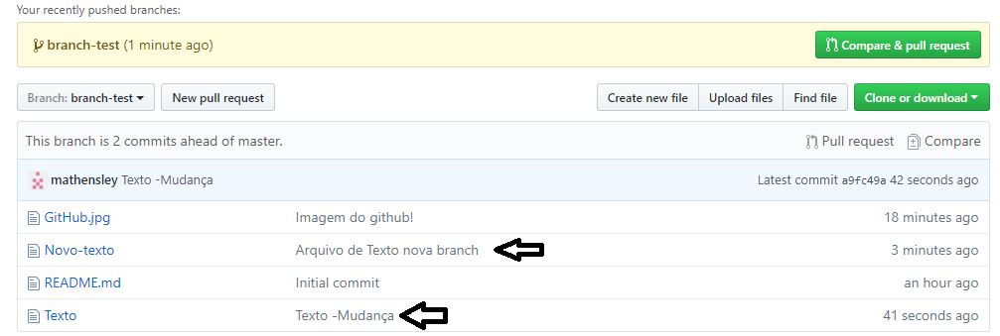 Your recently pushed branches:
branch-test (1 minute ago) Compare & pull request
Branch: branch-test New pull request Create new file Upload files Find file Clone or download
This branch is 2 commits ahead of master. Pull request Compare
mathensley Texto -Mudança Latest commit a9fc49a 42 seconds ago
GitHub.jpg Imagem do github! 18 minutes ago
Novo-texto Arquivo de Texto nova branch 3 minutes ago
README.md Initial commit an hour ago
Texto Texto -Mudança 41 seconds ago